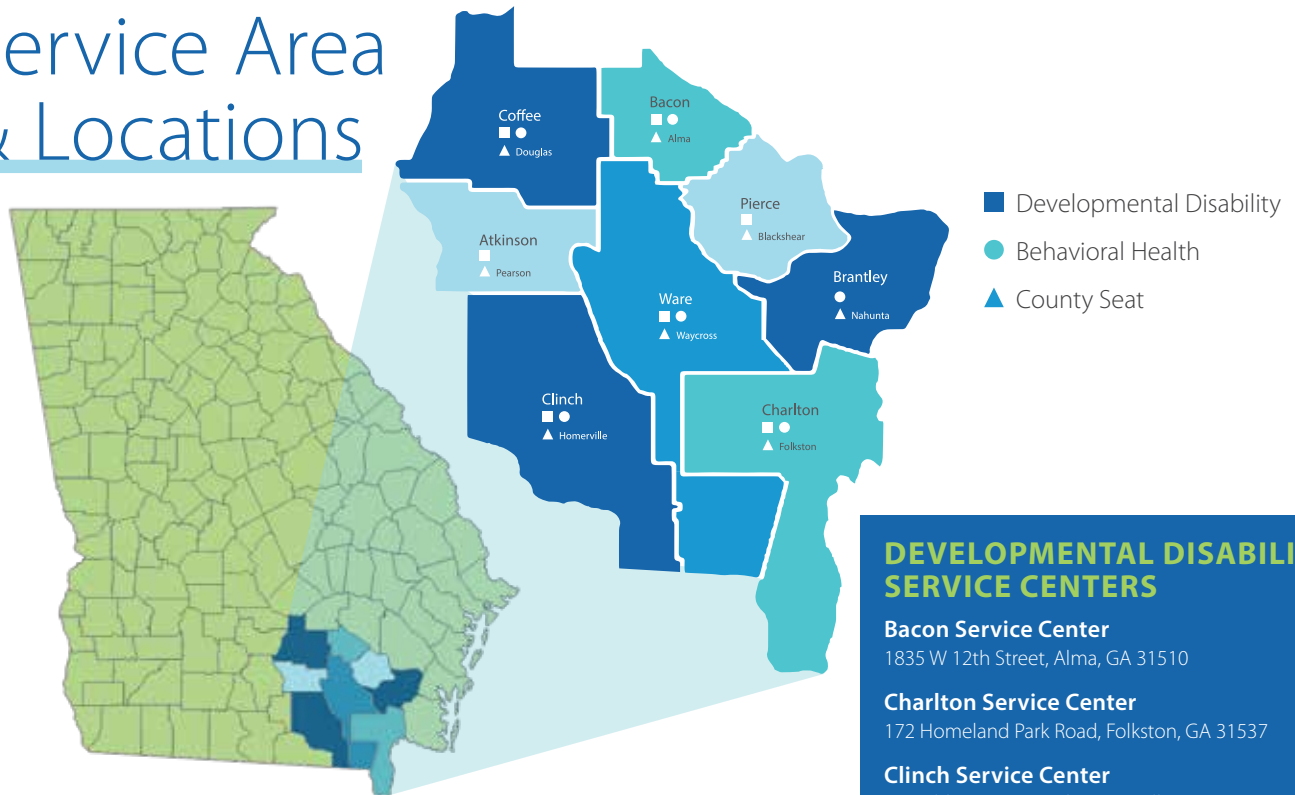 ervice Area
& Locations
Coffee
Douglas
Bacon
Alma
Atkinson
Pearson
Pierce
Blackshear
Brantley
Nahunta
Ware
Waycross
Clinch
Homerville
Charlton
Folkston
Developmental Disability
Behavioral Health
County Seat
DEVELOPMENTAL DISABILI
SERVICE CENTERS
Bacon Service Center
1835 W 12th Street, Alma, GA 31510
Charlton Service Center
172 Homeland Park Road, Folkston, GA 31537
Clinch Service Center